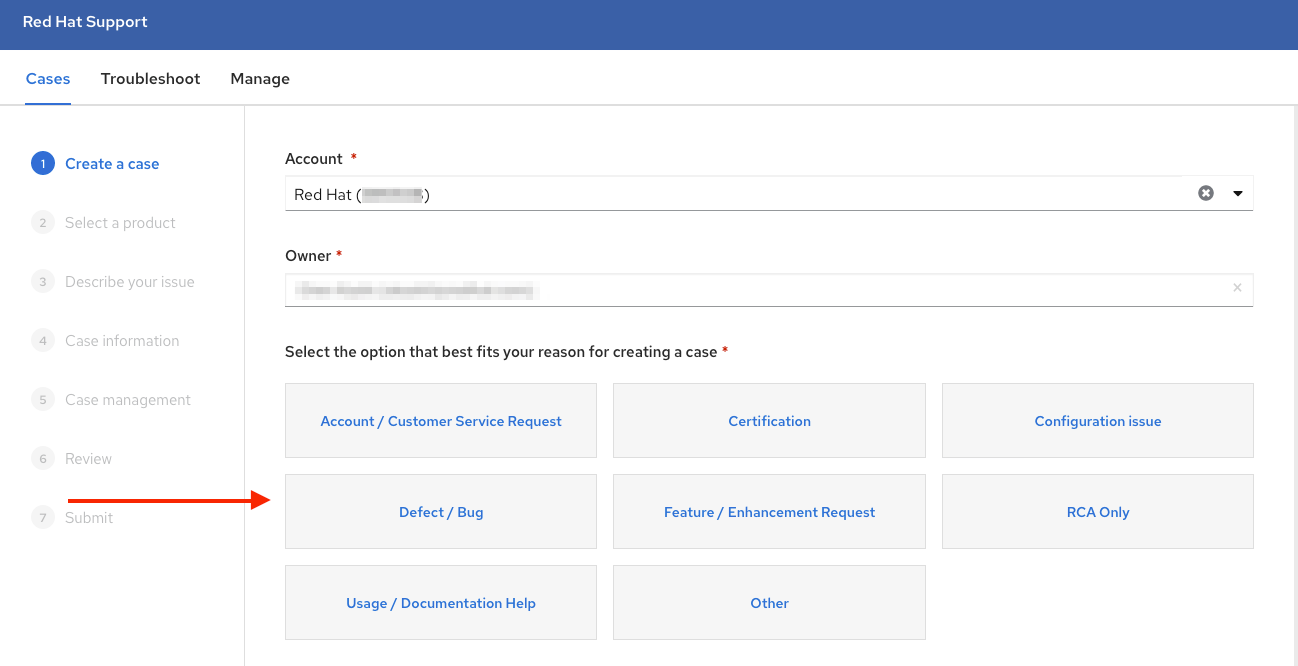 Red Hat Support
Cases Troubleshoot Manage
1 Create a case
2 Select a product
3 Describe your issue
4 Case information
5 Case management
6 Review
7 Submit
Account *
Red Hat ( )
Owner *
Select the option that best fits your reason for creating a case *
Account / Customer Service Request
Certification
Configuration issue
Defect / Bug
Feature / Enhancement Request
RCA Only
Usage / Documentation Help
Other